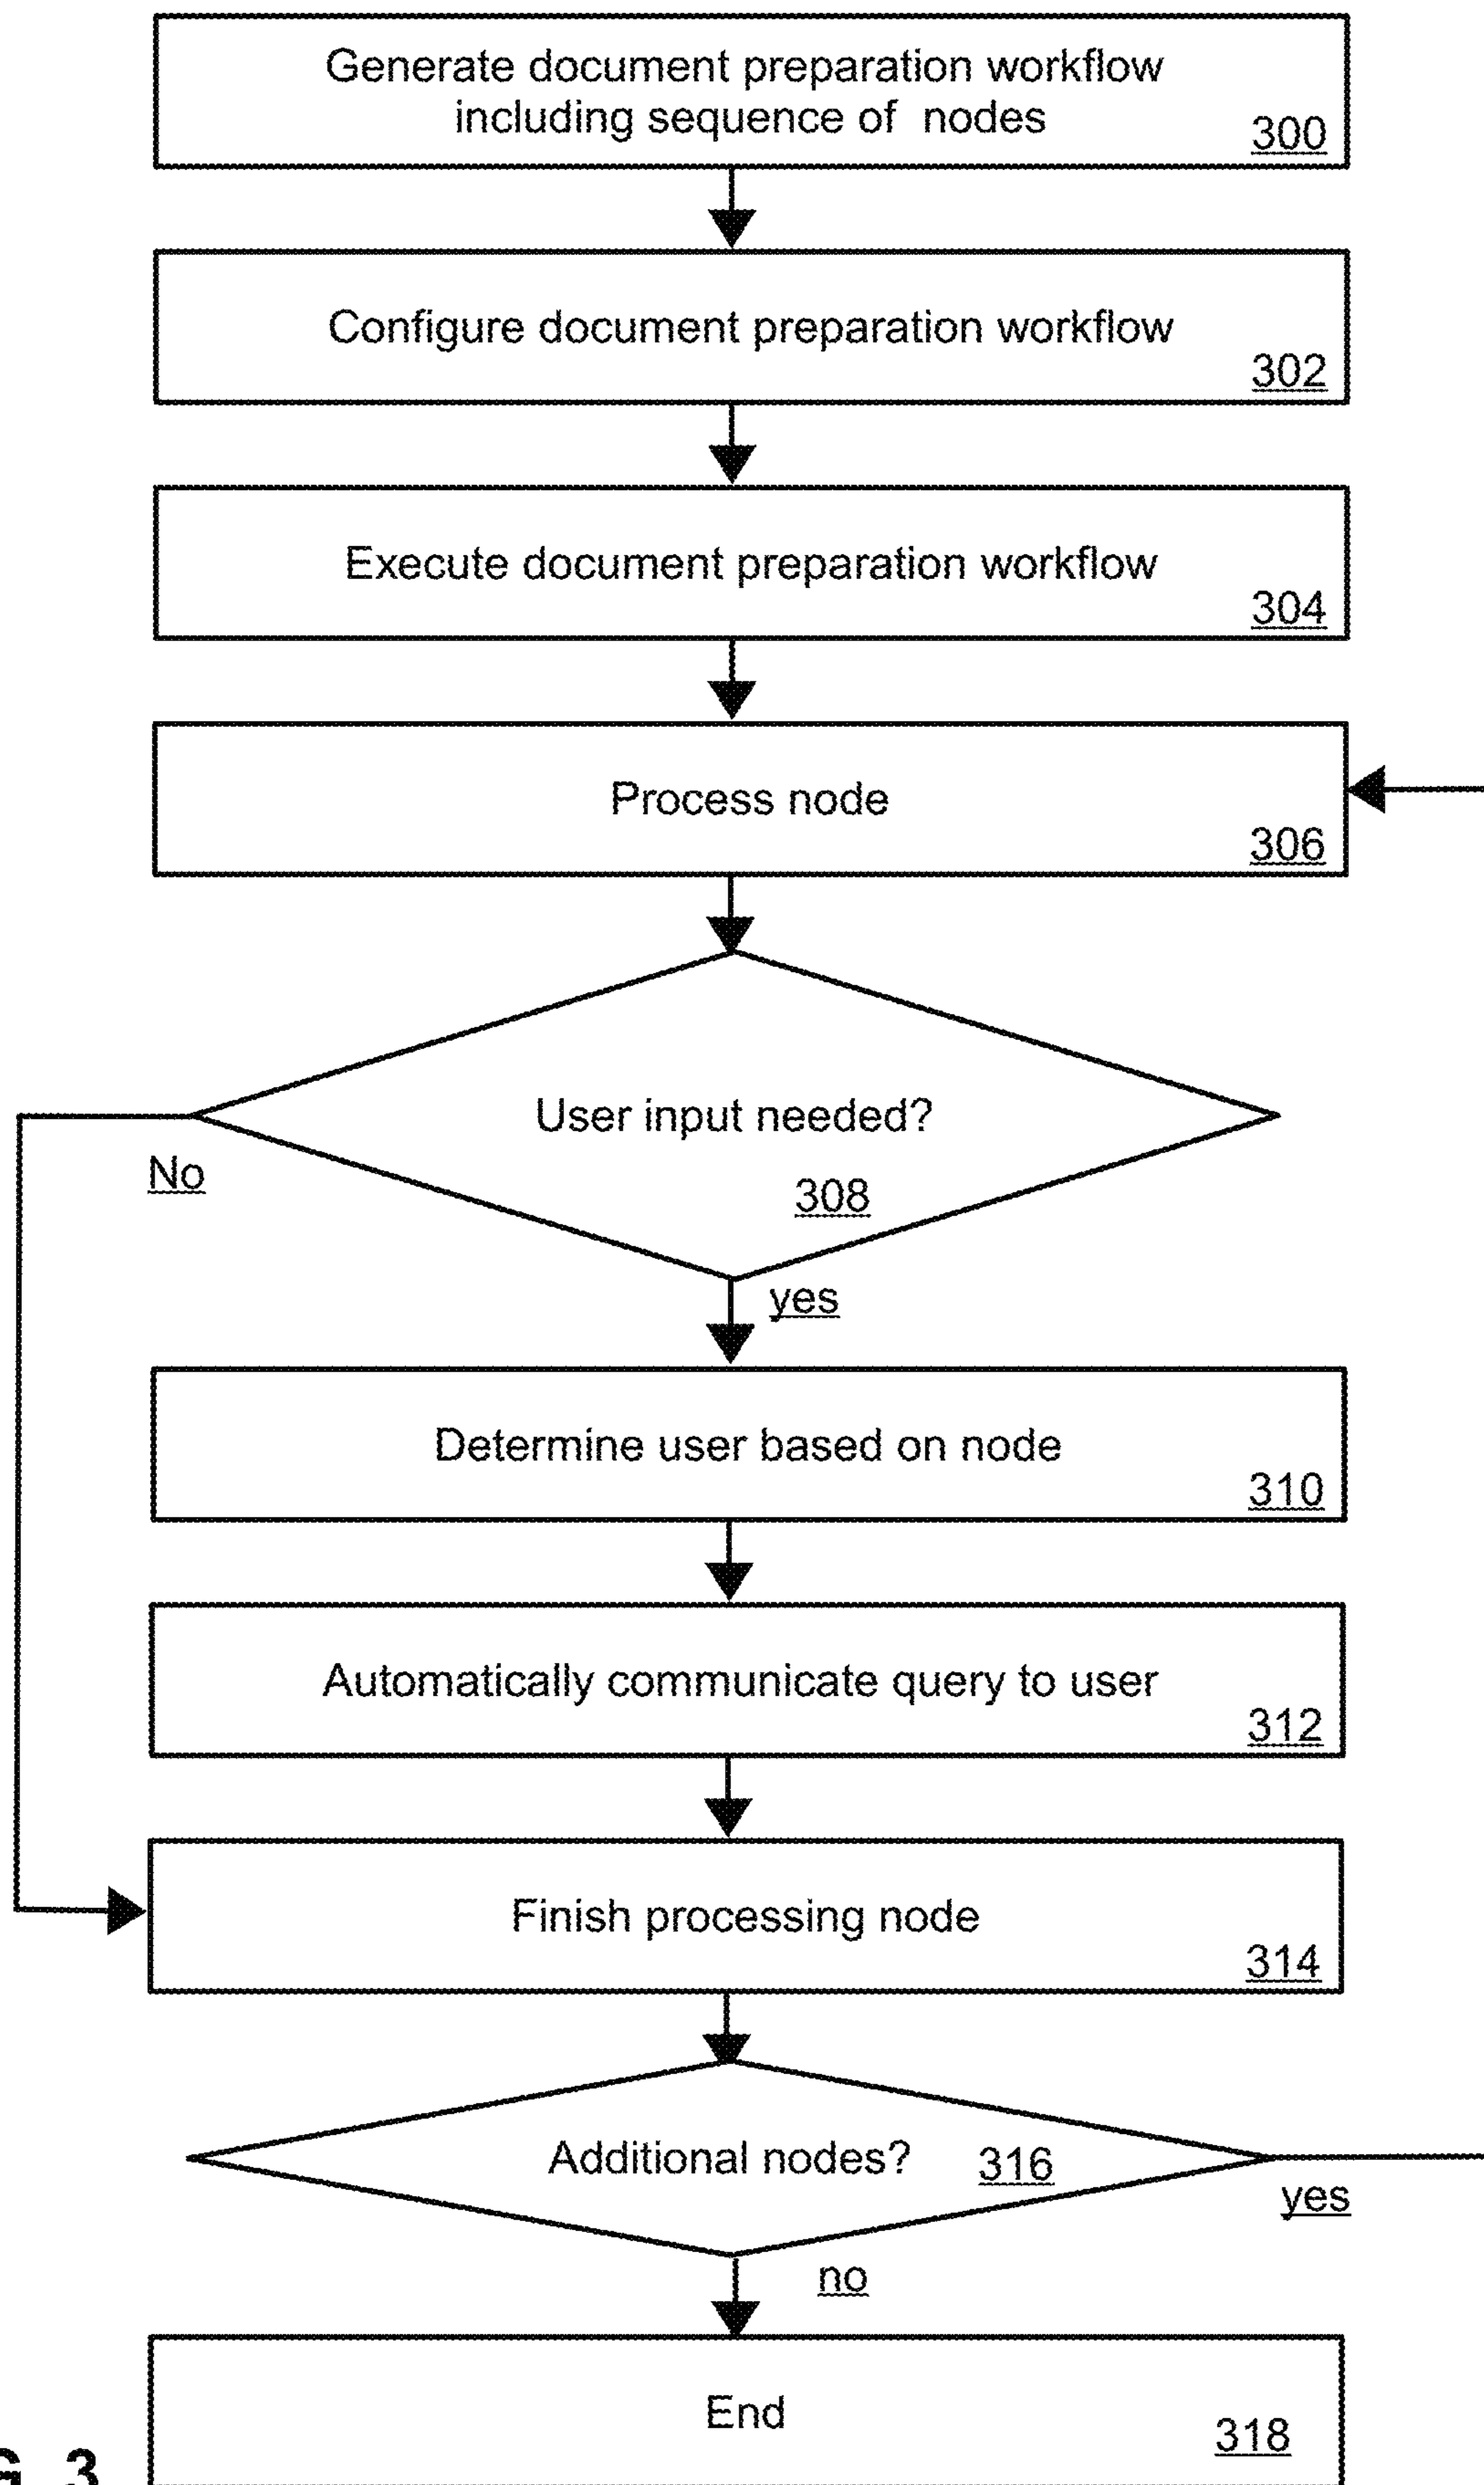 Generate document preparation workflow
including sequence of nodes
300
Configure document preparation workflow
302
Execute document preparation workflow
304
Process node
306
User input needed?
No
308
yes
Determine user based on node
310
Automatically communicate query to user
312
Finish processing node
314
Additional nodes?
316
yes
no
End
318
G. 3